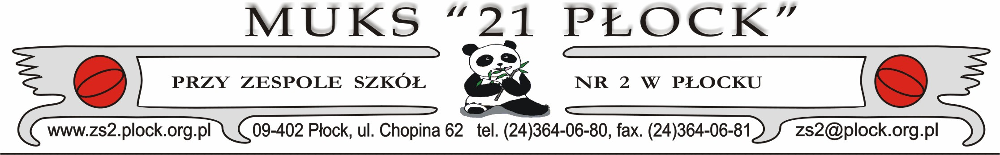 MUKS “21 PŁOCK”
PRZY ZESPOLE SZKÓŁ NR 2 W PŁOCKU
www.zs2.plock.org.pl 09-402 Płock, ul. Chopina 62 tel. (24)364-06-80, fax. (24)364-06-81 zs2@plock.org.pl